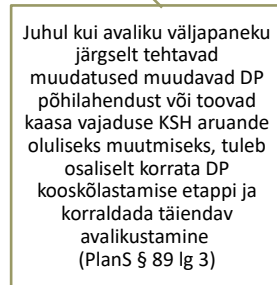 Juhul kui avaliku väljapaneku
järgselt tehtavad
muudatused muudavad DP
põhilahendust või toovad
kaasa vajaduse KSH aruande
oluliseks muutmiseks, tuleb
osaliselt korrata DP
kooskõlastamise etappi ja
korraldada täiendav
avalikustamine
(PlanS § 89 lg 3)